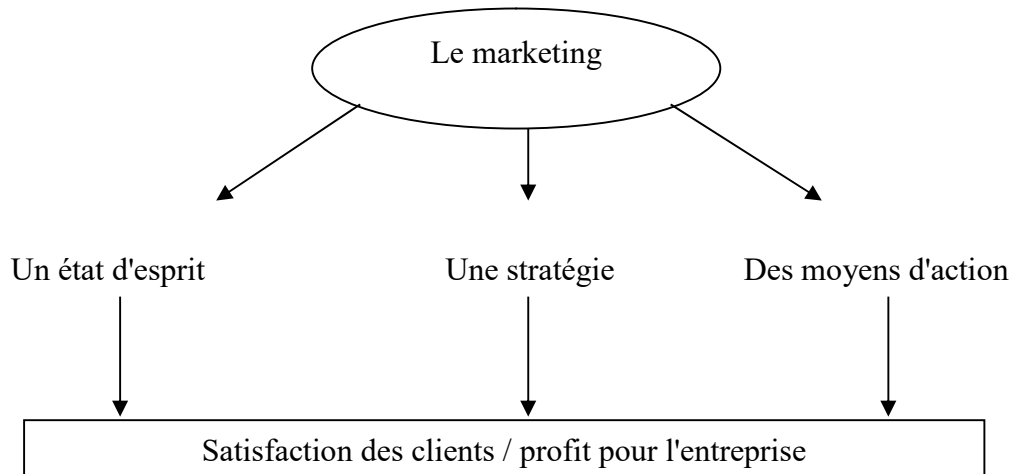 Le marketing
Un état d'esprit
Une stratégie
Des moyens d'action
Satisfaction des clients / profit pour l'entreprise